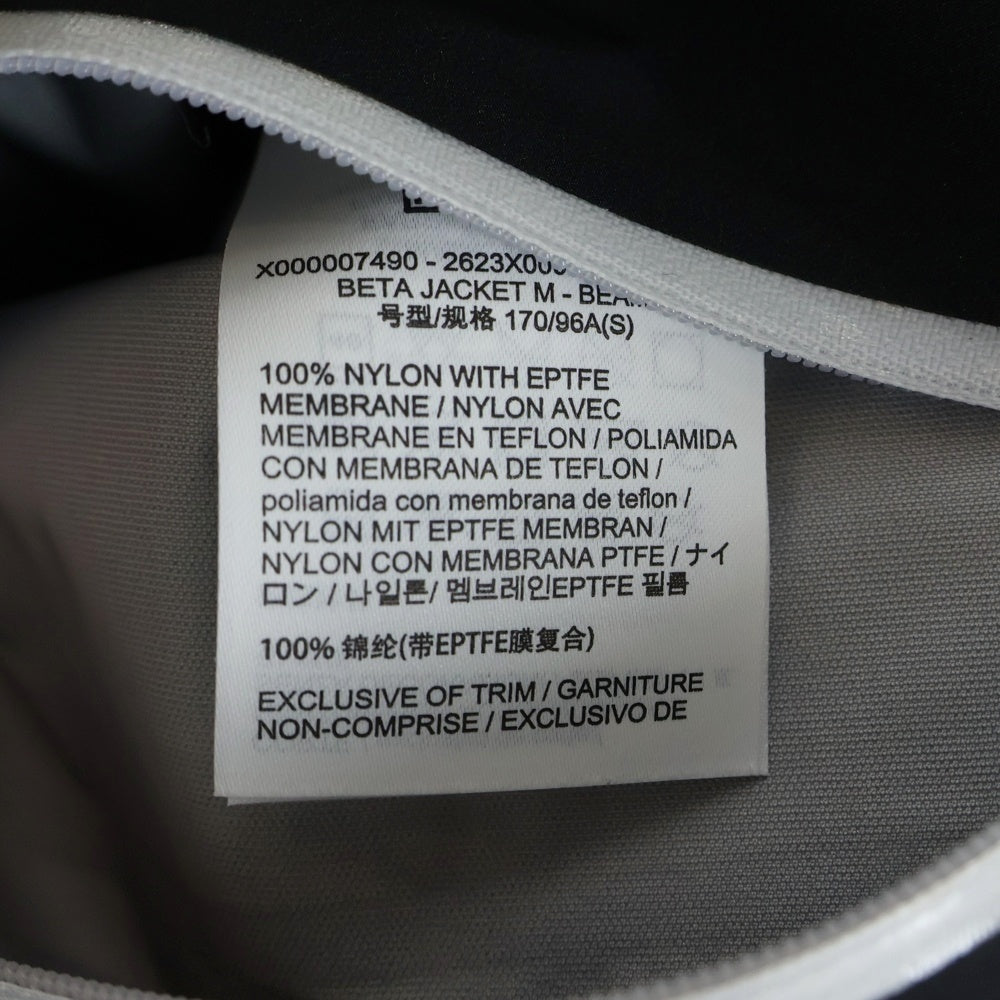 X000007490 - 2623X00
BETA JACKET M -
号型/规格 170/96A(S)
100% NYLON WITH EPTFE
MEMBRANE / NYLON AVEC
MEMBRANE EN TEFLON / POLIAMIDA
CON MEMBRANA DE TEFLON /
poliamida con membrana de teflon /
NYLON MIT EPTFE MEMBRAN /
NYLON CON MEMBRANA PTFE / ナイ
ロン / 나일론/ 멤브레인EPTFE 필름
100% 锦纶(带EPTFE膜复合)
EXCLUSIVE OF TRIM / GARNITURE
NON-COMPRISE / EXCLUSIVO DE